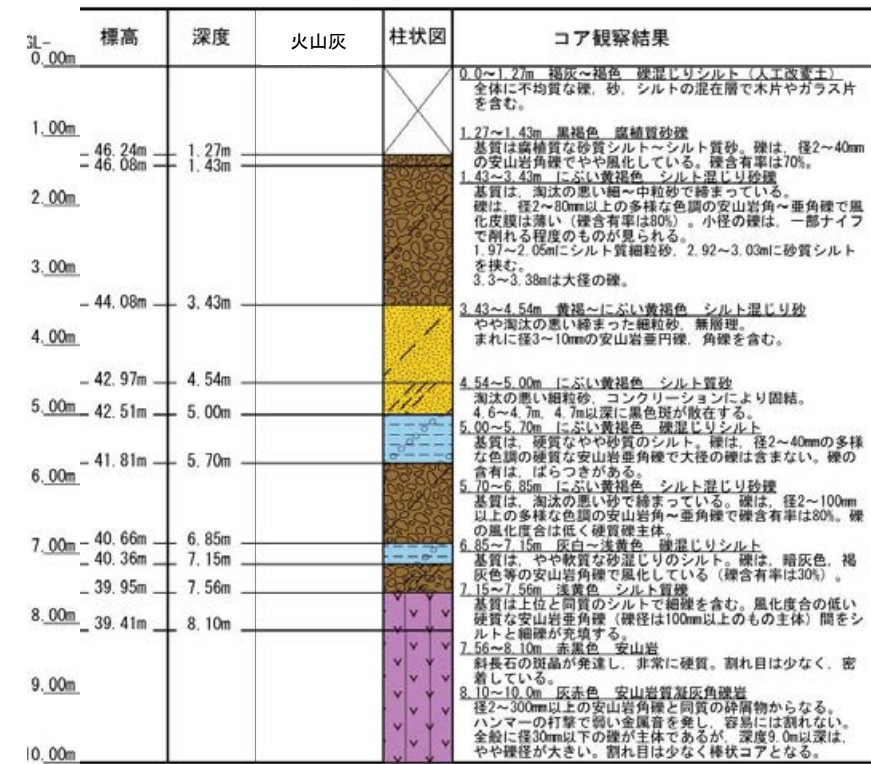 標高 深度 火山灰 柱状図 コア観察結果
GL-
0.00m
1.00m
2.00m
3.00m
4.00m
5.00m
6.00m
7.00m
8.00m
9.00m
10.00m
46.24m 1.27m
46.08m 1.43m
44.08m 3.43m
42.97m 4.54m
42.51m 5.00m
41.81m 5.70m
40.66m 6.85m
40.36m 7.15m
39.95m 7.56m
39.41m 8.10m
0.0～1.27m 褐灰～褐色 礫混じりシルト（人工改変土）
全体に不均質な礫，砂，シルトの混在層で木片やガラス片
を含む。
1.27～1.43m 黒褐色 腐植質砂礫
基質は腐植質な砂質シルト～シルト質砂。礫は，径2～40mm
の安山岩角礫でやや風化している。礫含有率は70%。
1.43～3.43m にぶい黄褐色 シルト混じり砂礫
基質は，淘汰の悪い細～中粒砂で締まっている。
礫は，径2～80mm以上の多様な色調の安山岩角～亜角礫で風
化皮膜は薄い（礫含有率は80%）。小径の礫は，一部ナイフ
で削れる程度のものが見られる。
1.97～2.05mにシルト質細粒砂，2.92～3.03mに砂質シルト
を挟む。
3.3～3.38mは大径の礫。
3.43～4.54m 黄褐～にぶい黄褐色 シルト混じり砂
やや淘汰の悪い締まった細粒砂，無層理。
まれに径3～10mmの安山岩亜円礫，角礫を含む。
4.54～5.00m にぶい黄褐色 シルト質砂
淘汰の悪い細粒砂，コンクリーションにより固結。
4.6～4.7m，4.7m以深に黒色斑が散在する。
5.00～5.70m にぶい黄褐色 礫混じりシルト
基質は，硬質なやや砂質のシルト。礫は，径2～40mmの多様
な色調の硬質な安山岩亜角礫で大径の礫は含まない。礫の
含有は，ばらつきがある。
5.70～6.85m にぶい黄褐色 シルト混じり砂礫
基質は，淘汰の悪い砂で締まっている。礫は，径2～100mm
以上の多様な色調の安山岩角～亜角礫で礫含有率は80%。礫
の風化度合は低く硬質礫主体。
6.85～7.15m 灰白～浅黄色 礫混じりシルト
基質は，やや軟質な砂混じりのシルト。礫は，暗灰色，褐
灰色等の安山岩角礫で風化している（礫含有率は30%）。
7.15～7.56m 浅黄色 シルト質礫
基質は上位と同質のシルトで細礫を含む。風化度合の低い
硬質な安山岩亜角礫（礫径は100mm以上のもの主体）間をシ
ルトと細礫が充填する。
7.56～8.10m 赤黒色 安山岩
斜長石の斑晶が発達し，非常に硬質。割れ目は少なく，密
着している。
8.10～10.0m 灰赤色 安山岩質凝灰角礫岩
径2～300mm以上の安山岩角礫と同質の砕屑物からなる。
ハンマーの打撃で弱い金属音を発し，容易には割れない。
全般に径30mm以下の礫が主体であるが，深度9.0m以深は，
やや礫径が大きい。割れ目は少なく棒状コアとなる。